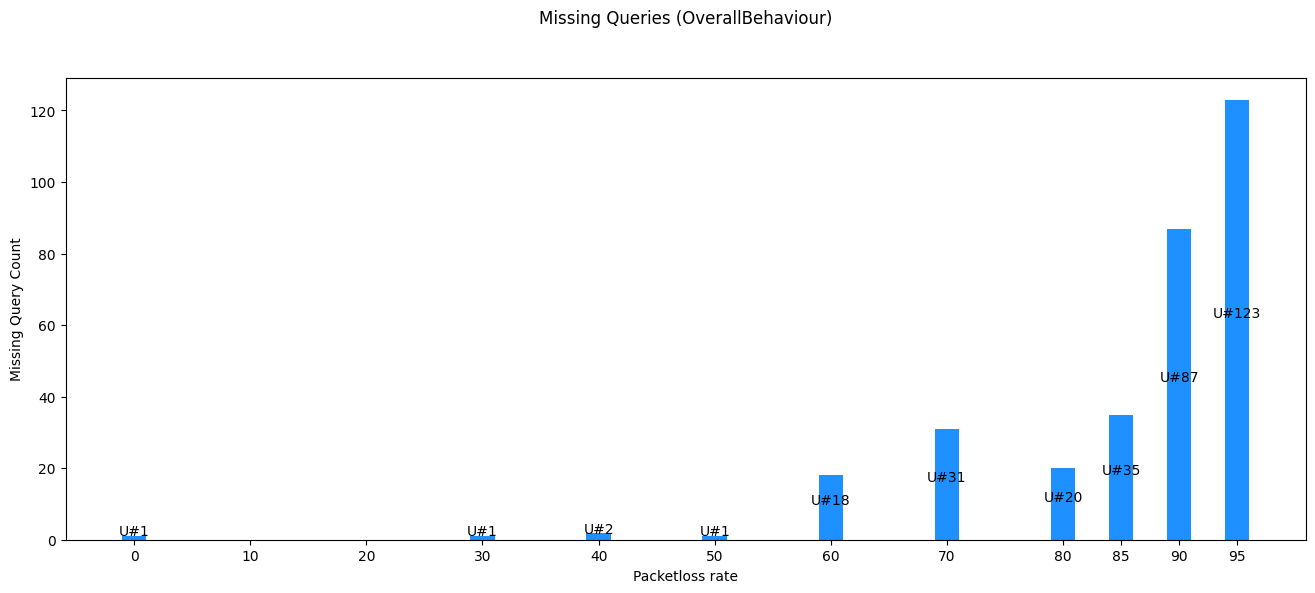 Missing Queries (OverallBehaviour)
Missing Query Count
120
100
80
60
40
20
0
U#1
U#1
U#2
U#1
U#18
U#31
U#20
U#35
U#87
U#123
0 10 20 30 40 50 60 70 80 85 90 95
Packetloss rate